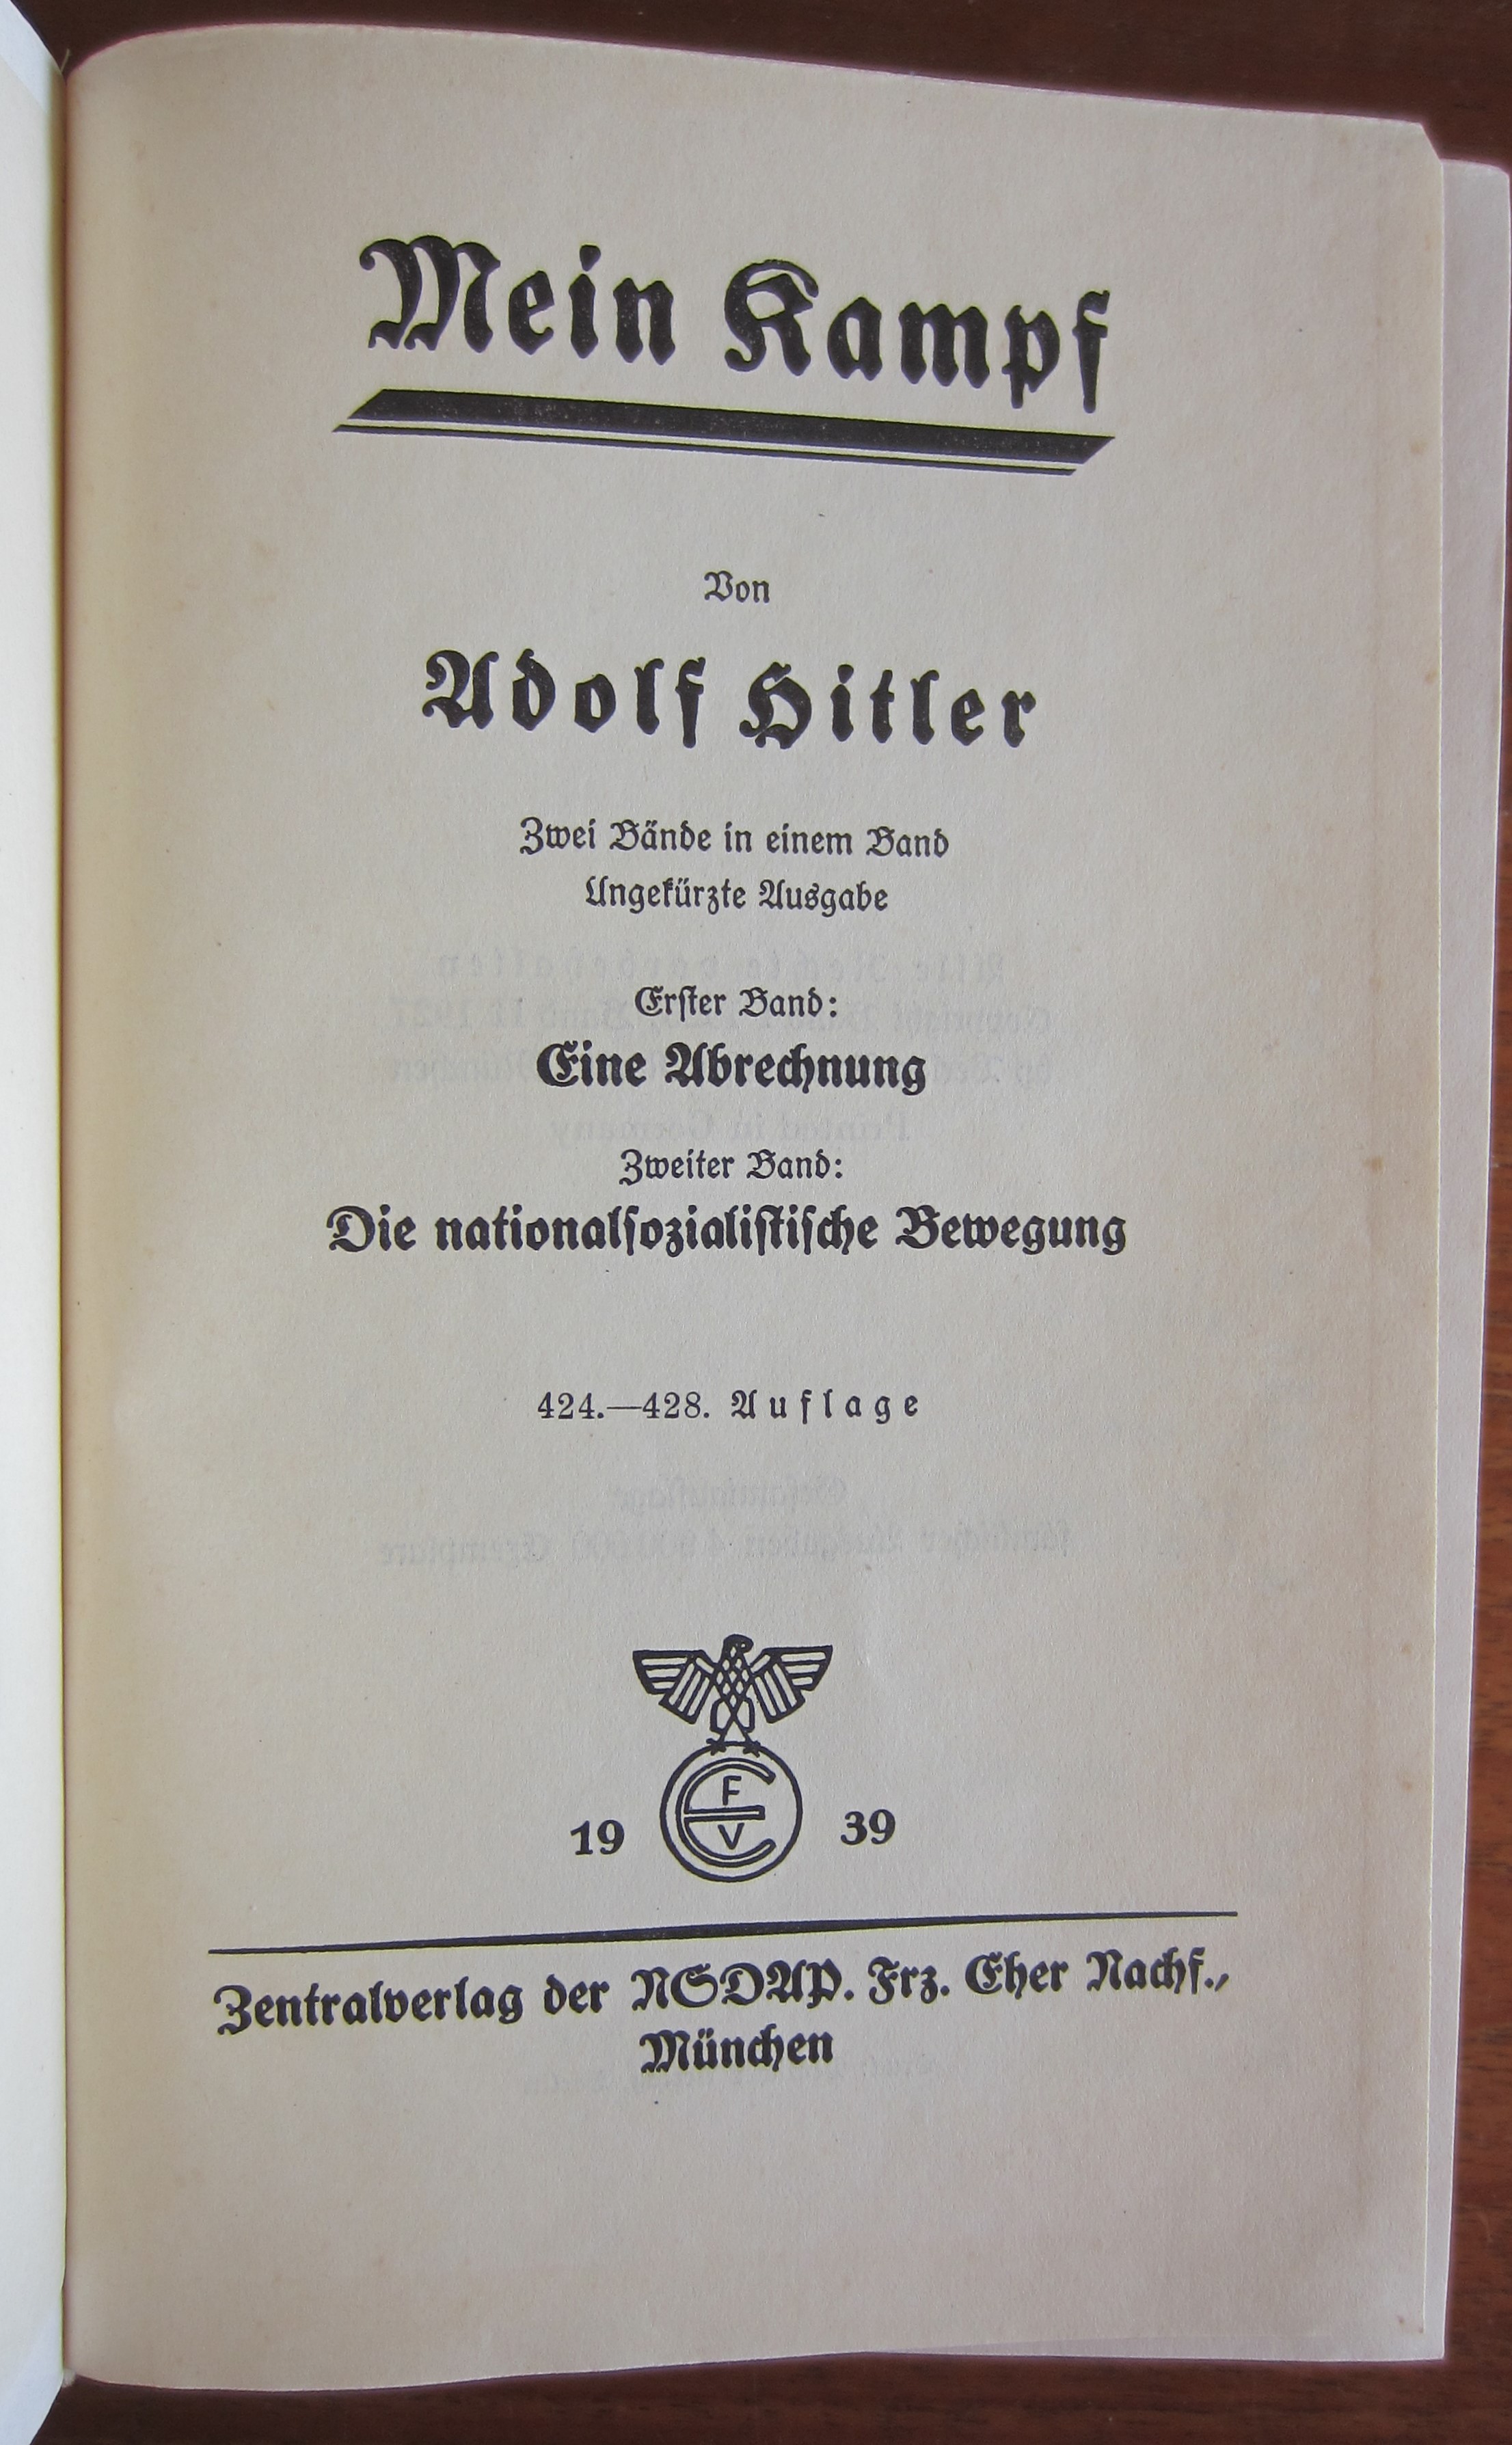 Mein Kampf
Von
Adolf Hitler
Zwei Bände in einem Band
Ungekürzte Ausgabe
Erſter Band:
Eine Abrechnung
Zweiter Band:
Die nationalſozialiſtiſche Bewegung
424.—428. Auflage
F
E
V
19 39
Zentralverlag der NSDAP. Frz. Eher Nachf.,
München